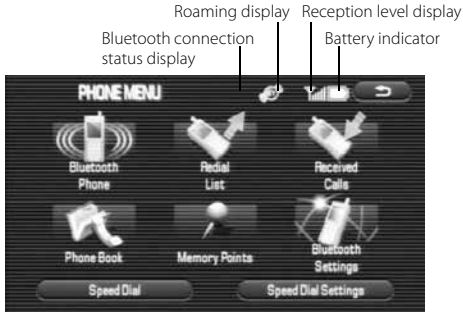 Roaming display Reception level display
Bluetooth connection
status display
Battery indicator
PHONE MENU
Bluetooth
Phone
Redial
List
Received
Calls
Phone Book
Memory Points
Bluetooth
Settings
Speed Dial
Speed Dial Settings